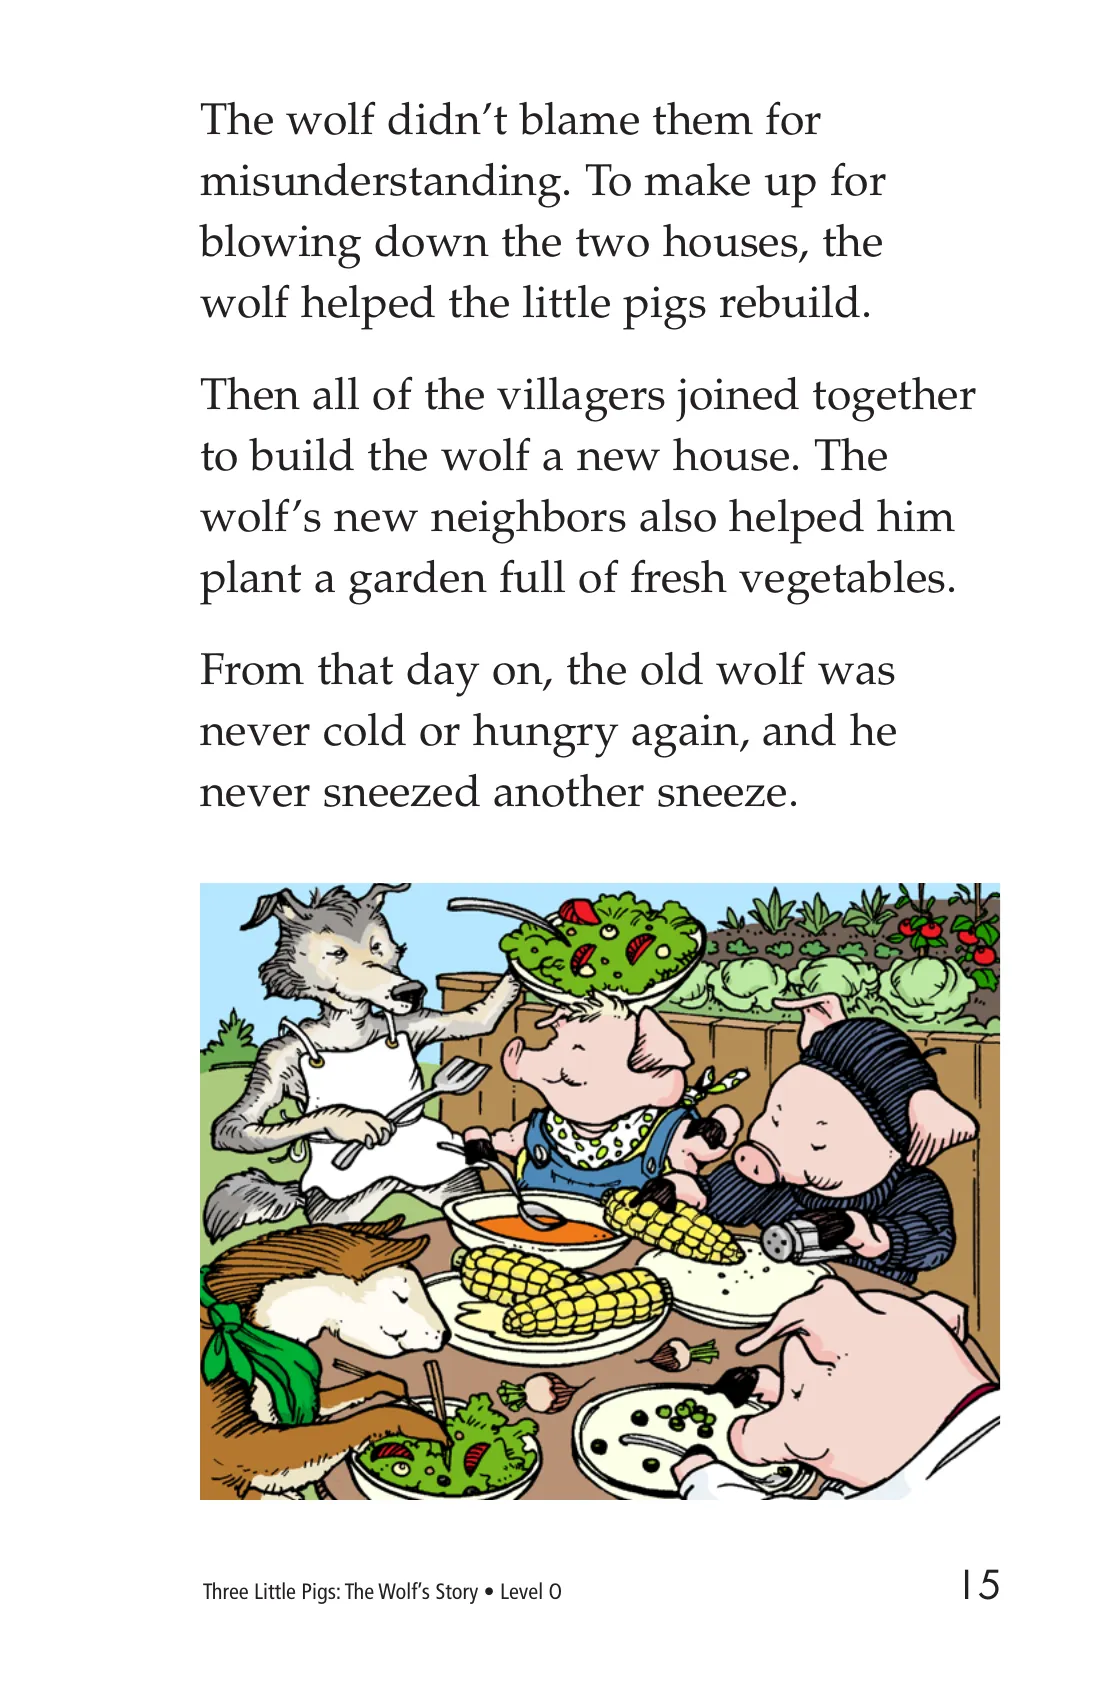 The wolf didn’t blame them for
misunderstanding. To make up for
blowing down the two houses, the
wolf helped the little pigs rebuild.
Then all of the villagers joined together
to build the wolf a new house. The
wolf’s new neighbors also helped him
plant a garden full of fresh vegetables.
From that day on, the old wolf was
never cold or hungry again, and he
never sneezed another sneeze.
Three Little Pigs: The Wolf’s Story • Level O
15